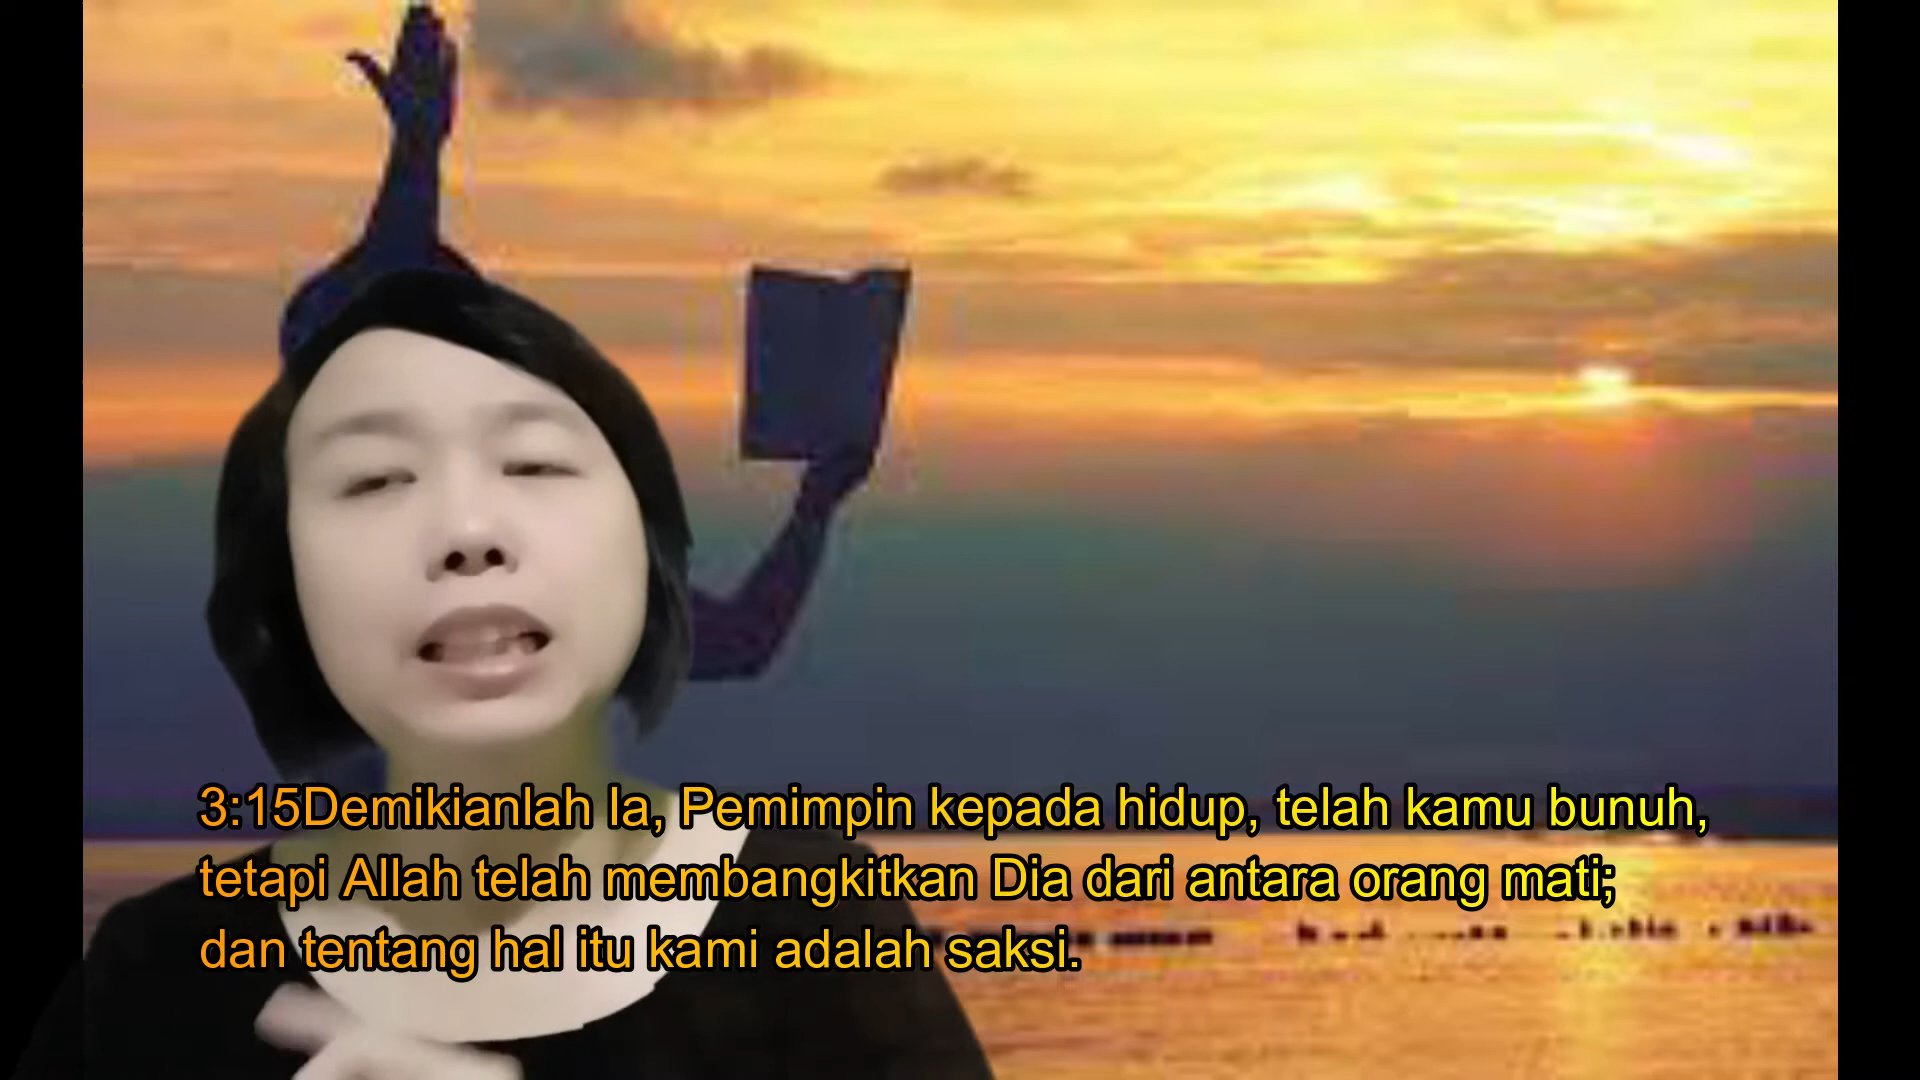 3:15Demikianlah Ia, Pemimpin kepada hidup, telah kamu bunuh,
tetapi Allah telah membangkitkan Dia dari antara orang mati;
dan tentang hal itu kami adalah saksi.